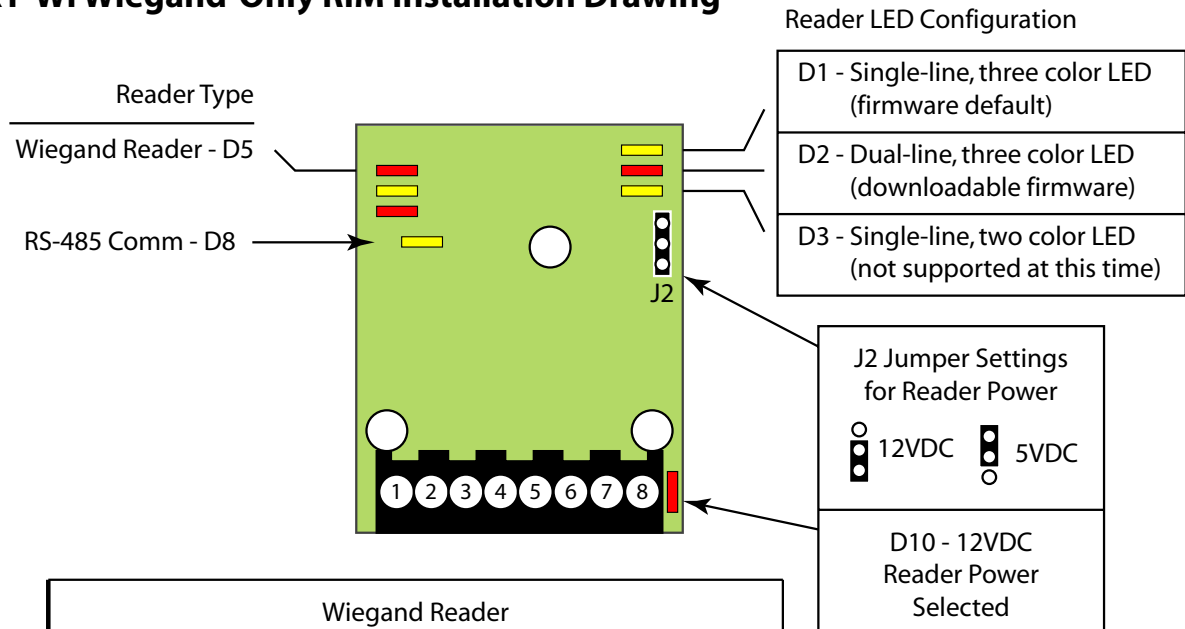 Wiegand-Only RIM Installation Drawing
Reader LED Configuration
D1 - Single-line, three color LED
(firmware default)
D2 - Dual-line, three color LED
(downloadable firmware)
D3 - Single-line, two color LED
(not supported at this time)
Reader Type
Wiegand Reader - D5
RS-485 Comm - D8
J2
J2 Jumper Settings
for Reader Power
12VDC 5VDC
1 2 3 4 5 6 7 8
D10 - 12VDC
Reader Power
Selected
Wiegand Reader